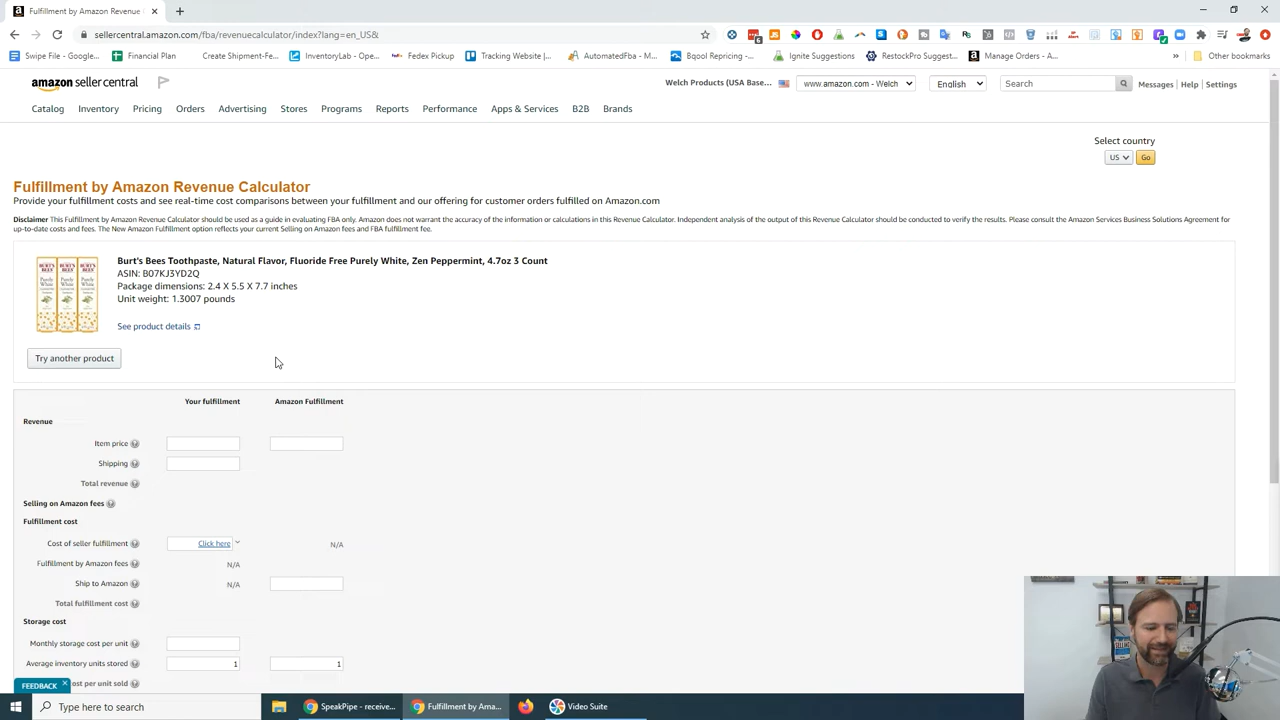 Fulfillment by Amazon Revenue C
sellercentral.amazon.com/fba/revenuecalculator/index?lang=en_US&
Swipe File - Google... Financial Plan Create Shipment-Fe... InventoryLab - Ope... Fedex Pickup Tracking Website... AutomatedFba - M... Bqool Repricing -... Ignite Suggestions RestockPro Suggest... Manage Orders - A... » Other bookmarks
amazon seller central
Welch Products (USA Base... www.amazon.com - Welch English Search Messages | Help | Settings
Catalog Inventory Pricing Orders Advertising Stores Programs Reports Performance Apps & Services B2B Brands
Select country
US Go
Fulfillment by Amazon Revenue Calculator
Provide your fulfillment costs and see real-time cost comparisons between your fulfillment and our offering for customer orders fulfilled on Amazon.com
Disclaimer This Fulfillment by Amazon Revenue Calculator should be used as a guide in evaluating FBA only. Amazon does not warrant the accuracy of the information or calculations in this Revenue Calculator. Independent analysis of the output of this Revenue Calculator should be conducted to verify the results. Please consult the Amazon Services Business Solutions Agreement for
up-to-date costs and fees. The New Amazon Fulfillment option reflects your current Selling on Amazon fees and FBA fulfillment fee.
Burt's Bees Toothpaste, Natural Flavor, Fluoride Free Purely White, Zen Peppermint, 4.7oz 3 Count
ASIN: B07KJ3YD2Q
Package dimensions: 2.4 X 5.5 X 7.7 inches
Unit weight: 1.3007 pounds
See product details
Try another product
Your fulfillment Amazon Fulfillment
Revenue
Item price
Shipping
Total revenue
Selling on Amazon fees
Fulfillment cost
Cost of seller fulfillment Click here N/A
Fulfillment by Amazon fees N/A
Ship to Amazon N/A
Total fulfillment cost
Storage cost
Monthly storage cost per unit
Average inventory units stored 1 1
FEEDBACK × cost per unit sold
Type here to search SpeakPipe - receive... Fulfillment by Ama... Video Suite